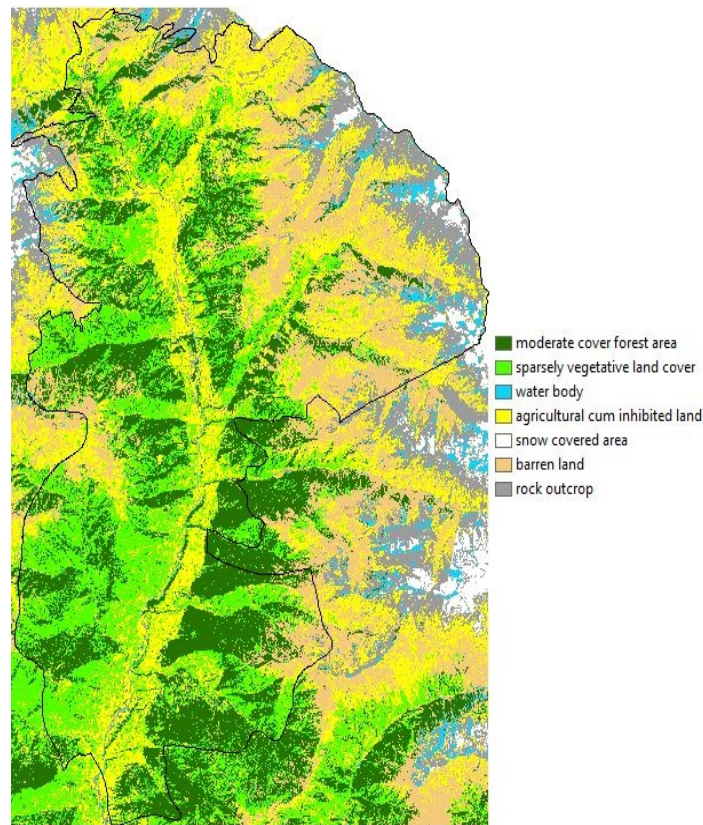 moderate cover forest area
sparsely vegetative land cover
water body
agricultural cum inhibited land
snow covered area
barren land
rock outcrop